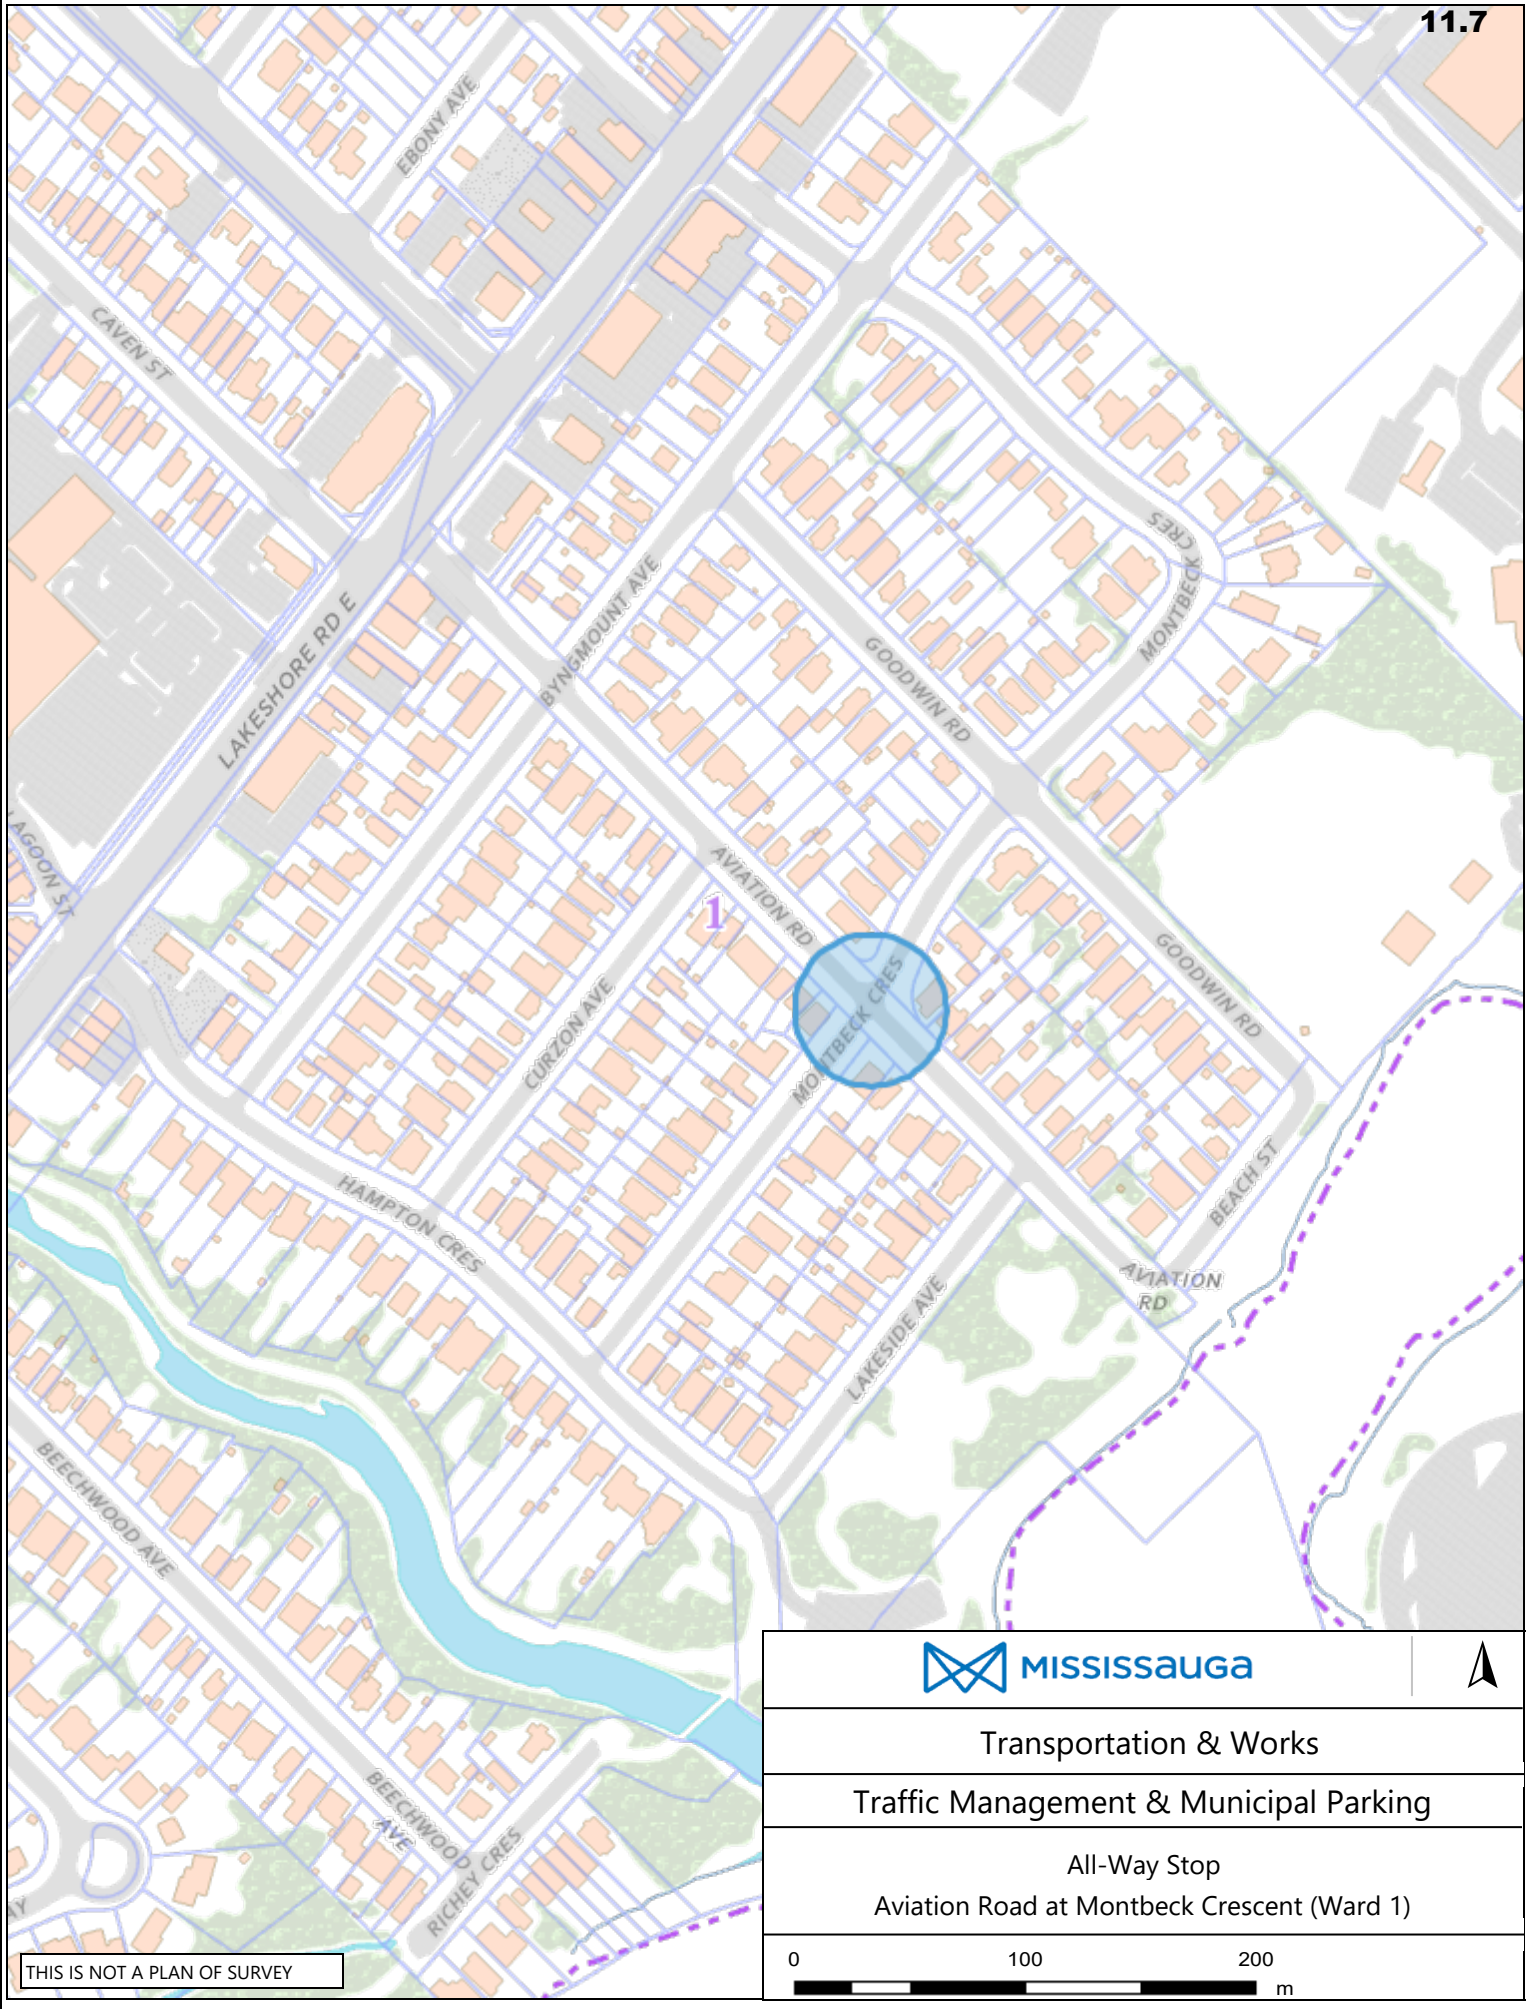 11.7
EBONY AVE
CAVEN ST
MONTBECK CRES
BYNGMOUNT AVE
LAKESHORE RD E
GOODWIN RD
MONTBECK
LAGOON ST
AVIATION RD
1
GOODWIN RD
MONTBECK CRES
CURZON AVE
BEACH ST
HAMPTON CRES
AVIATION
RD
LAKESIDE AVE
BEECHWOOD AVE
MISSISSAUGA
Transportation & Works
Traffic Management & Municipal Parking
All-Way Stop
Aviation Road at Montbeck Crescent (Ward 1)
BEECHWOOD
AVE
RICHEY CRES
AY
THIS IS NOT A PLAN OF SURVEY
0 100 200
m